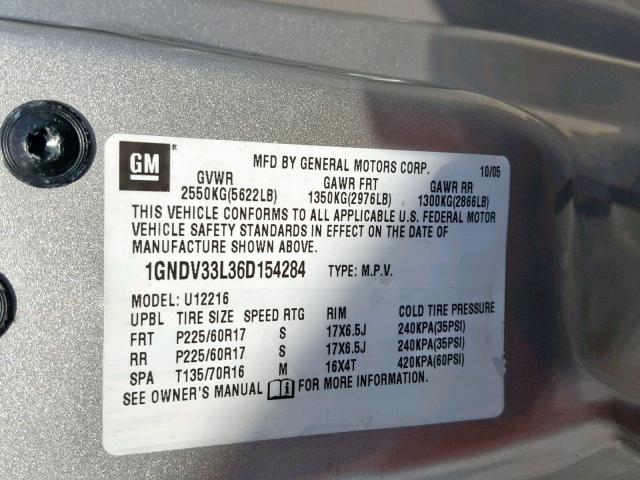 GM ®
MFD BY GENERAL MOTORS CORP. 10/05
GVWR GAWR FRT GAWR RR
2550KG(5622LB) 1350KG(2976LB) 1300KG(2866LB)
THIS VEHICLE CONFORMS TO ALL APPLICABLE U.S. FEDERAL MOTOR
VEHICLE SAFETY STANDARDS IN EFFECT ON THE DATE OF
MANUFACTURE SHOWN ABOVE.
1GNDV33L36D154284 TYPE: M.P.V.
MODEL: U12216
UPBL TIRE SIZE SPEED RTG RIM COLD TIRE PRESSURE
FRT P225/60R17 S 17X6.5J 240KPA(35PSI)
RR P225/60R17 S 17X6.5J 240KPA(35PSI)
SPA T135/70R16 M 16X4T 420KPA(60PSI)
SEE OWNER'S MANUAL FOR MORE INFORMATION.